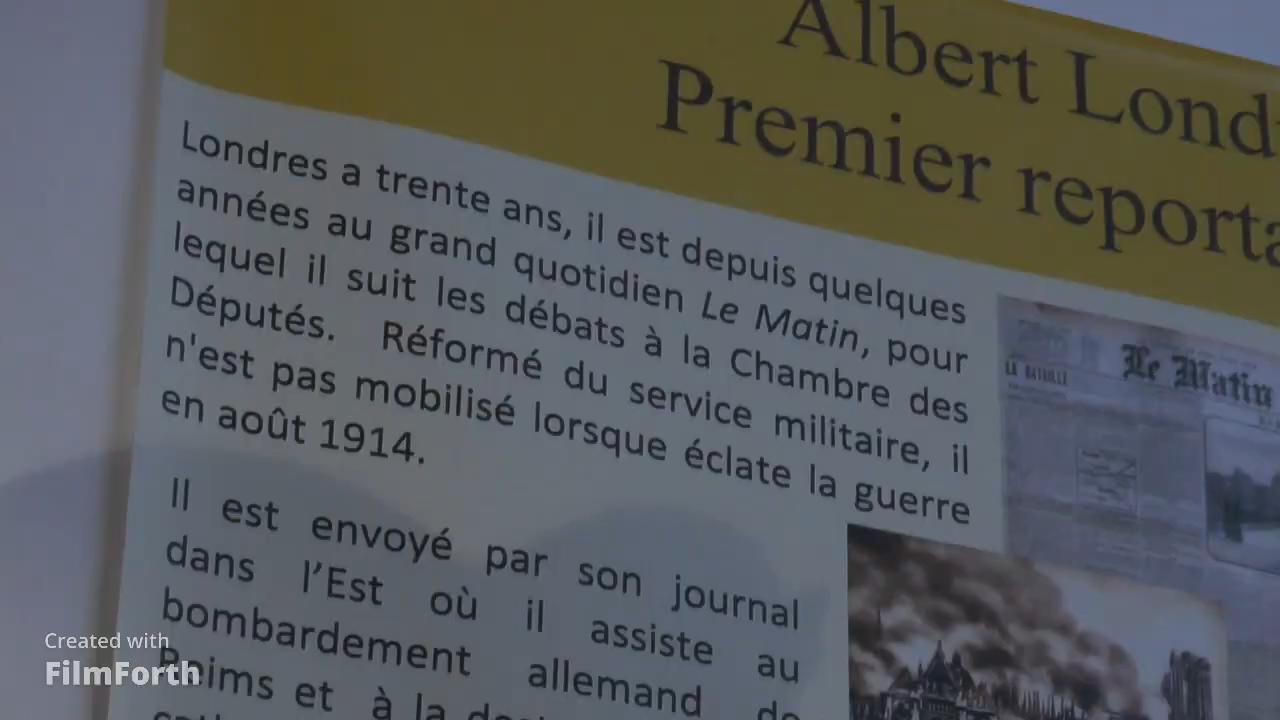 Albert Lond
Premier reporta
Londres a trente ans, il est depuis quelques
années au grand quotidien Le Matin, pour
lequel il suit les débats à la Chambre des
Députés. Réformé du service militaire, il
n'est pas mobilisé lorsque éclate la guerre
en août 1914.
Il est envoyé par son journal
dans l’Est où il assiste au
bombardement allemand de
Reims et à la
Le Matin
LA BATAILLE
Created with
FilmForth